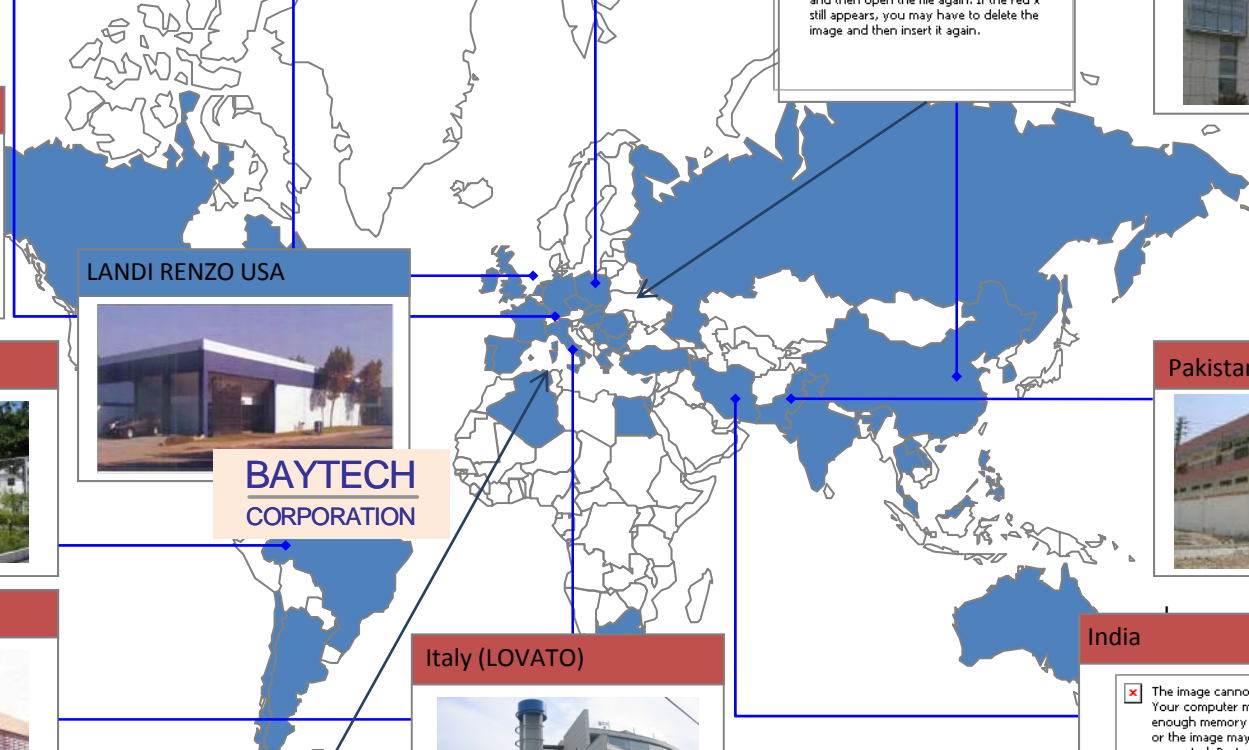 and then open the file again. If the red x
still appears, you may have to delete the
image and then insert it again.
LANDI RENZO USA
BAYTECH
CORPORATION
Italy (LOVATO)
Pakistan
India
The image canno
Your computer m
enough memory
or the image may